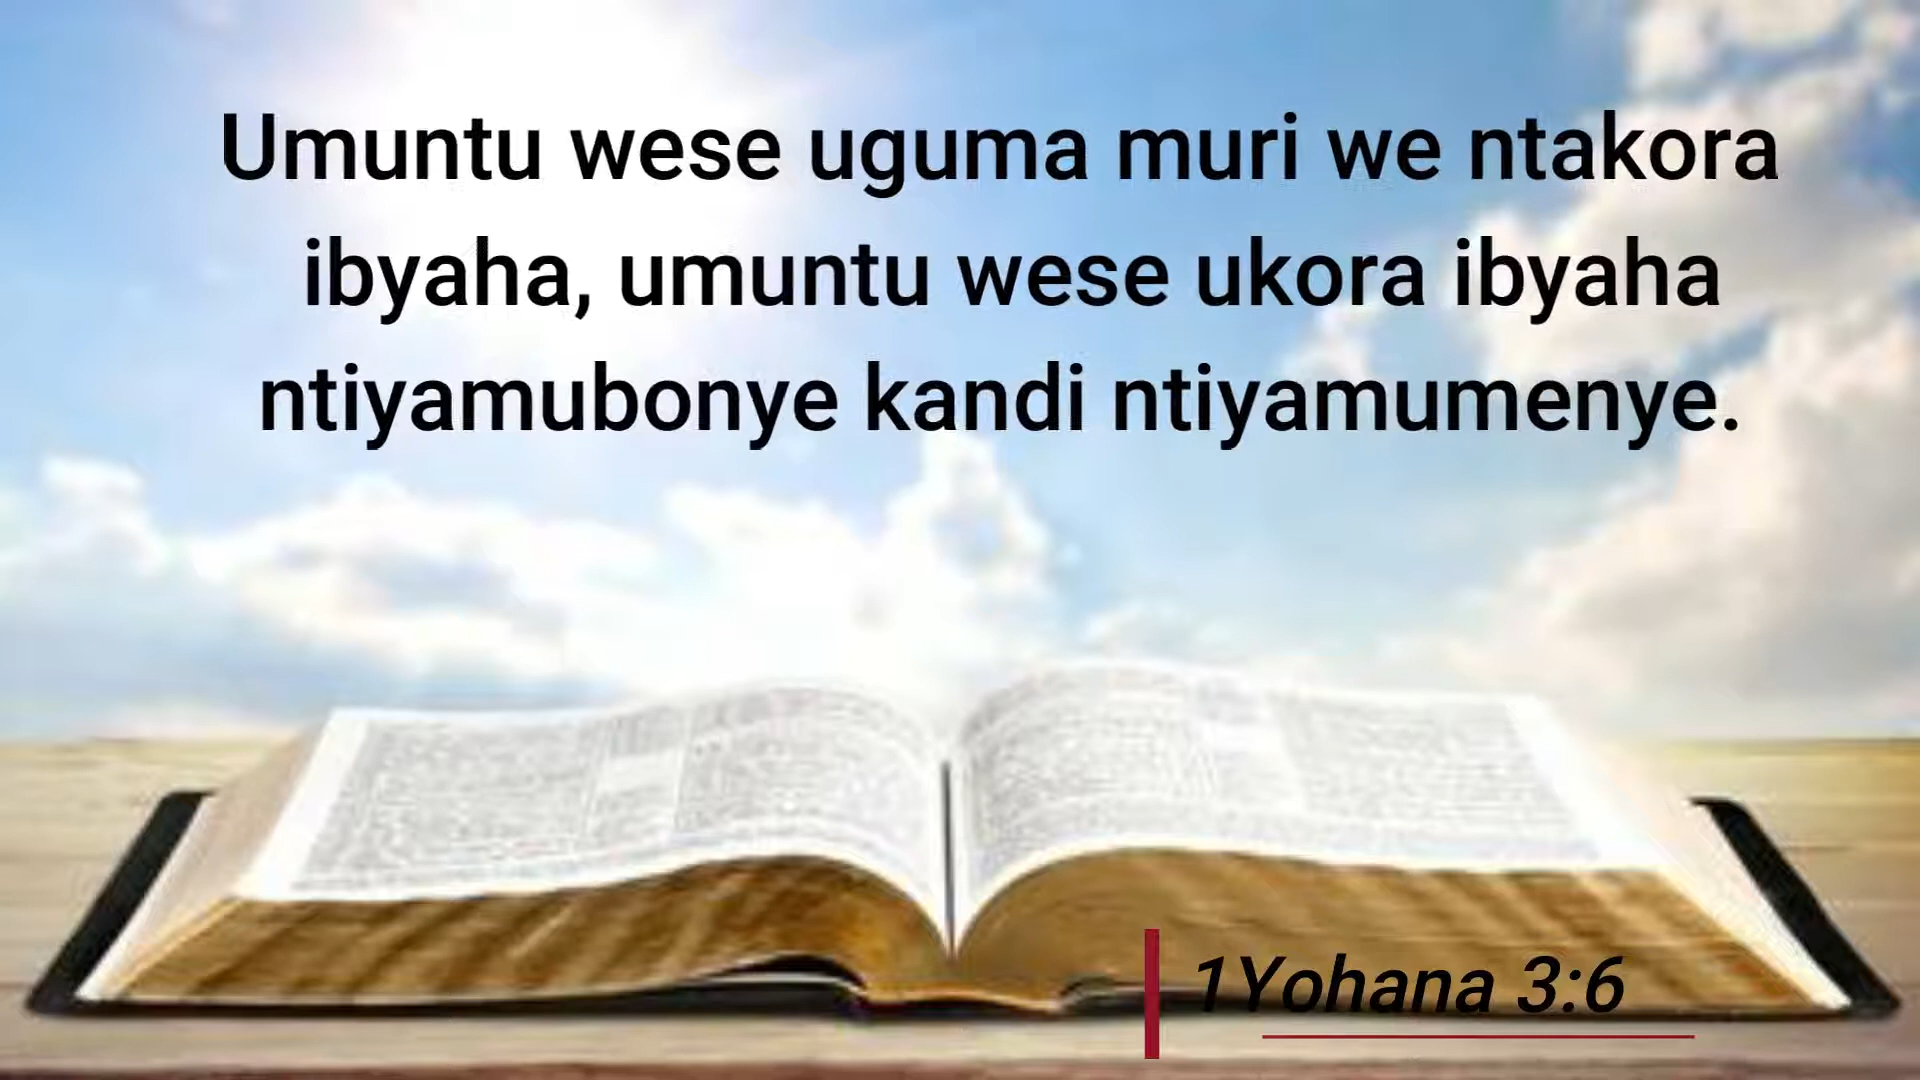 Umuntu wese uguma muri we ntakora
ibyaha, umuntu wese ukora ibyaha
ntiyamubonye kandi ntiyamumenye.
1Yohana 3:6